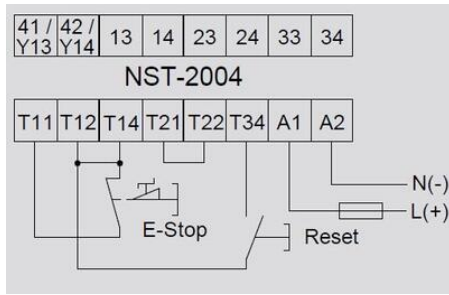 41 / 42 / 13 14 23 24 33 34
Y13 Y14
NST-2004
T11 T12 T14 T21 T22 T34 A1 A2
N(-)
L(+)
E-Stop Reset